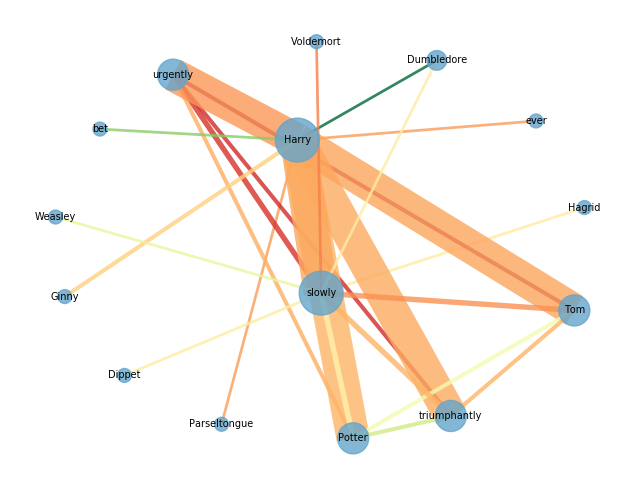 Voldemort
Dumbledore
urgently
ever
bet
Harry
Hagrid
Weasley
Ginny
slowly
Tom
Dippet
triumphantly
Parseltongue
Potter